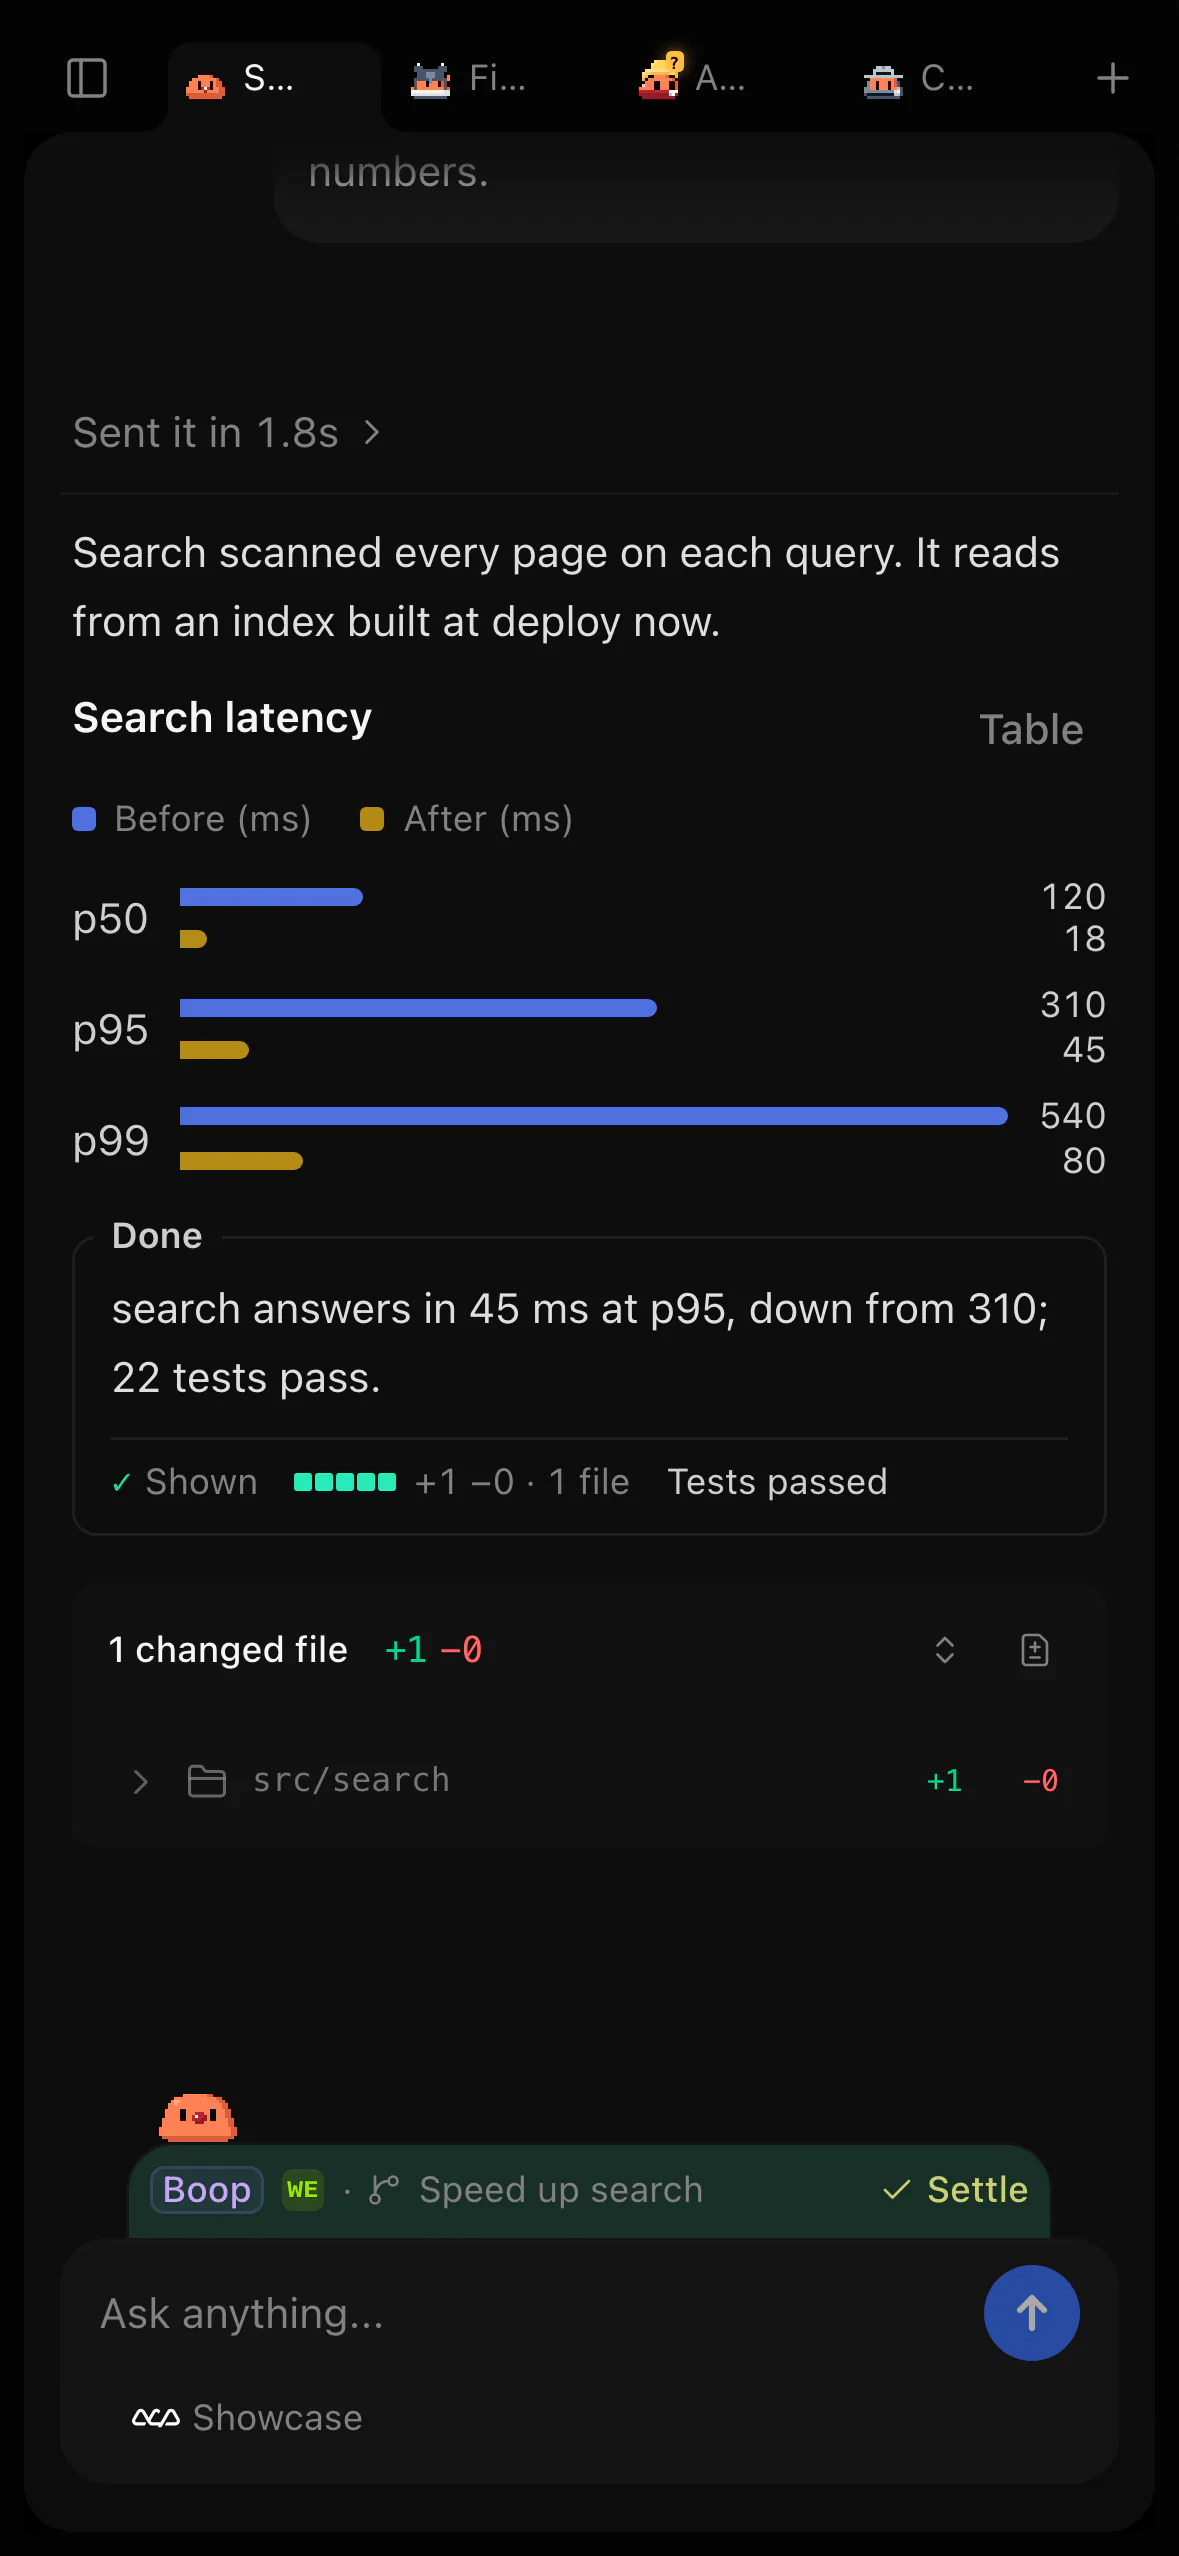 S...
Fi...
?
A...
C...
numbers.
Sent it in 1.8s
Search scanned every page on each query. It reads
from an index built at deploy now.
Search latency
Table
Before (ms) After (ms)
p50
120
18
p95
310
45
p99
540
80
Done
search answers in 45 ms at p95, down from 310;
22 tests pass.
✓ Shown +1 −0 · 1 file Tests passed
1 changed file +1 −0
src/search +1 −0
Boop WE · Speed up search ✓ Settle
Ask anything...
Showcase